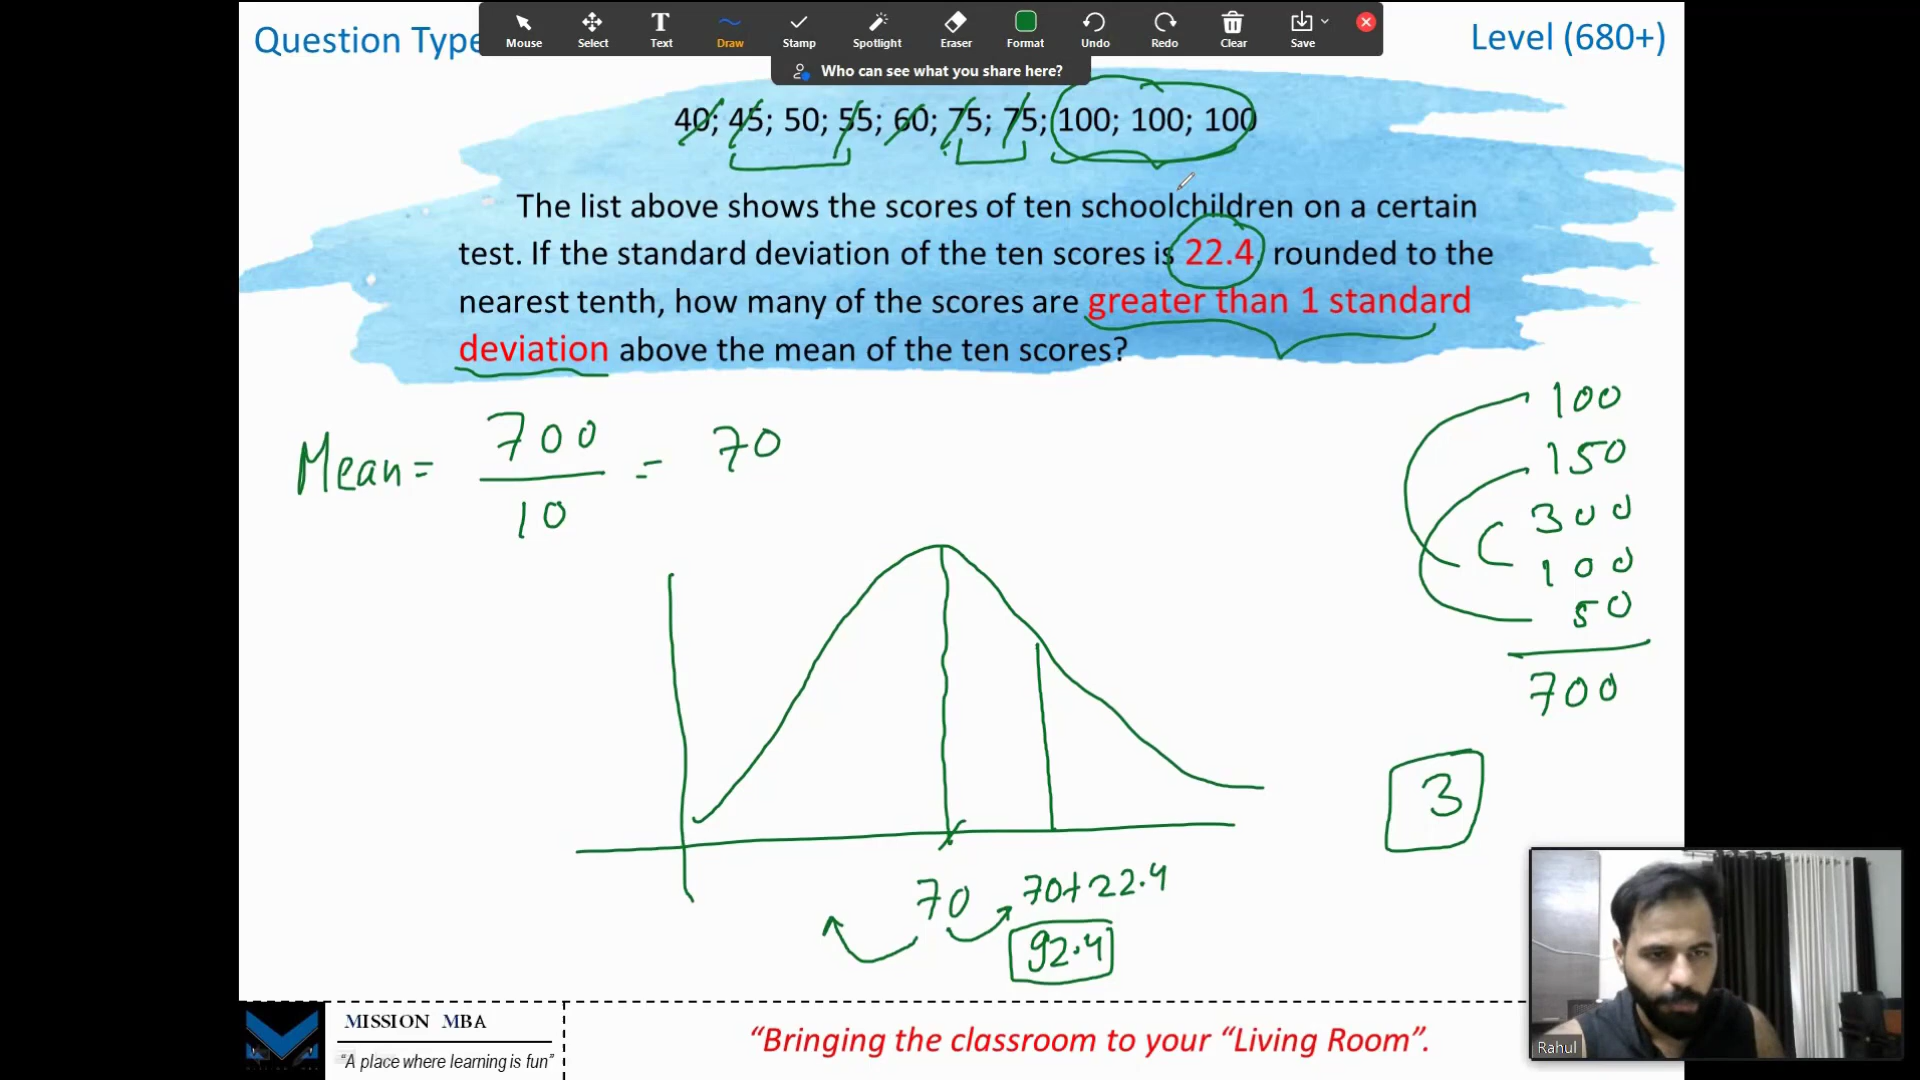 Question Type
Mouse
Select
Text
Draw
Stamp
Spotlight
Eraser
Format
Undo
Redo
Clear
Save
Level (680+)
Who can see what you share here?
40; 45; 50; 55; 60; 75; 75; 100; 100; 100
The list above shows the scores of ten schoolchildren on a certain
test. If the standard deviation of the ten scores is 22.4, rounded to the
nearest tenth, how many of the scores are greater than 1 standard
deviation above the mean of the ten scores?
Mean = 700
10
= 70
100
150
300
100
50
700
3
70
70+22.4
92.4
MISSION MBA
"A place where learning is fun"
"Bringing the classroom to your "Living Room".
Rahul